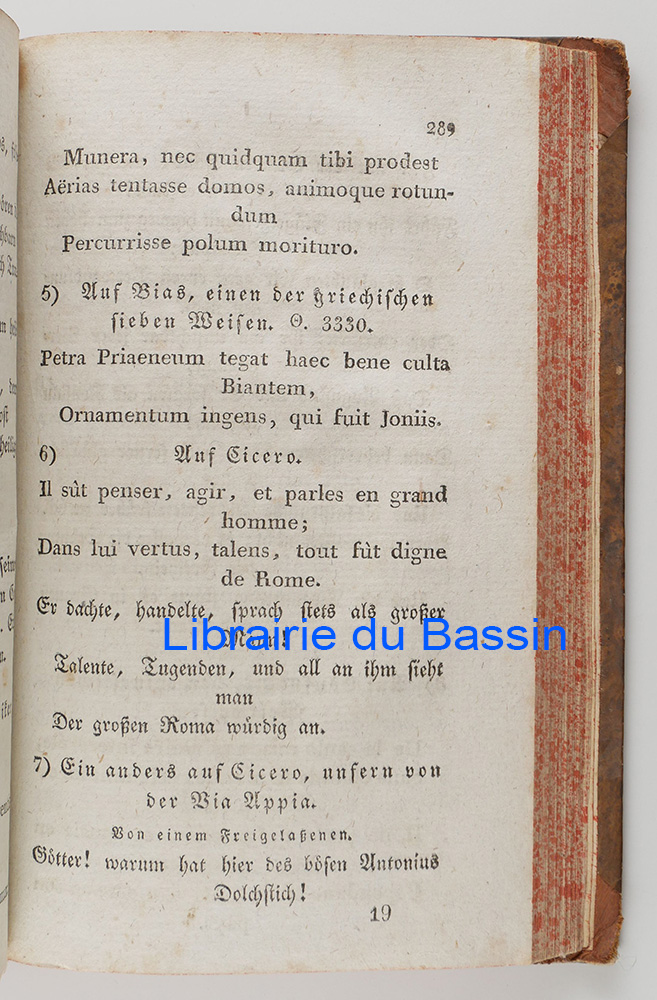 289
Munera, nec quidquam tibi prodest
Aërias tentasse domos, animoque rotun-
dum
Percurrisse polum morituro.
5) Auf Bias, einen der griechischen
sieben Weisen. Θ. 3330.
Petra Priaeneum tegat haec bene culta
Biantem,
Ornamentum ingens, qui fuit Joniis.
6) Auf Cicero.
Il sût penser, agir, et parles en grand
homme;
Dans lui vertus, talens, tout fût digne
de Rome.
Er dachte, handelte, sprach stets als großer
Mann!
Talente, Tugenden, und all an ihm sieht
man
Der großen Roma würdig an.
7) Ein anders auf Cicero, unfern von
der Via Appia.
Von einem Freigelaßenen.
Götter! warum hat hier des bösen Antonius
Dolchstich!
19
Librairie du Bassin